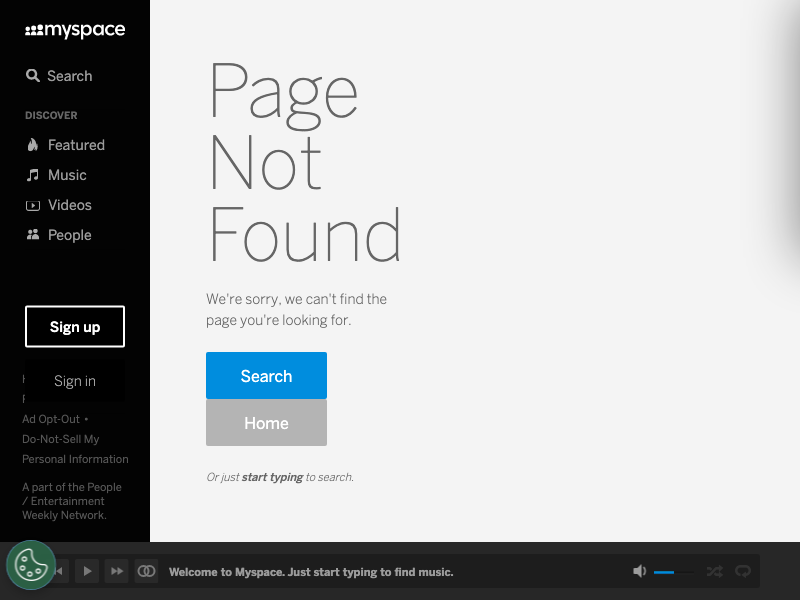 myspace
Search
DISCOVER
Featured
Music
Videos
People
Sign up
Sign in
Ad Opt-Out •
Do-Not-Sell My
Personal Information
A part of the People
/ Entertainment
Weekly Network.
Page
Not
Found
We're sorry, we can't find the
page you're looking for.
Search
Home
Or just start typing to search.
Welcome to Myspace. Just start typing to find music.